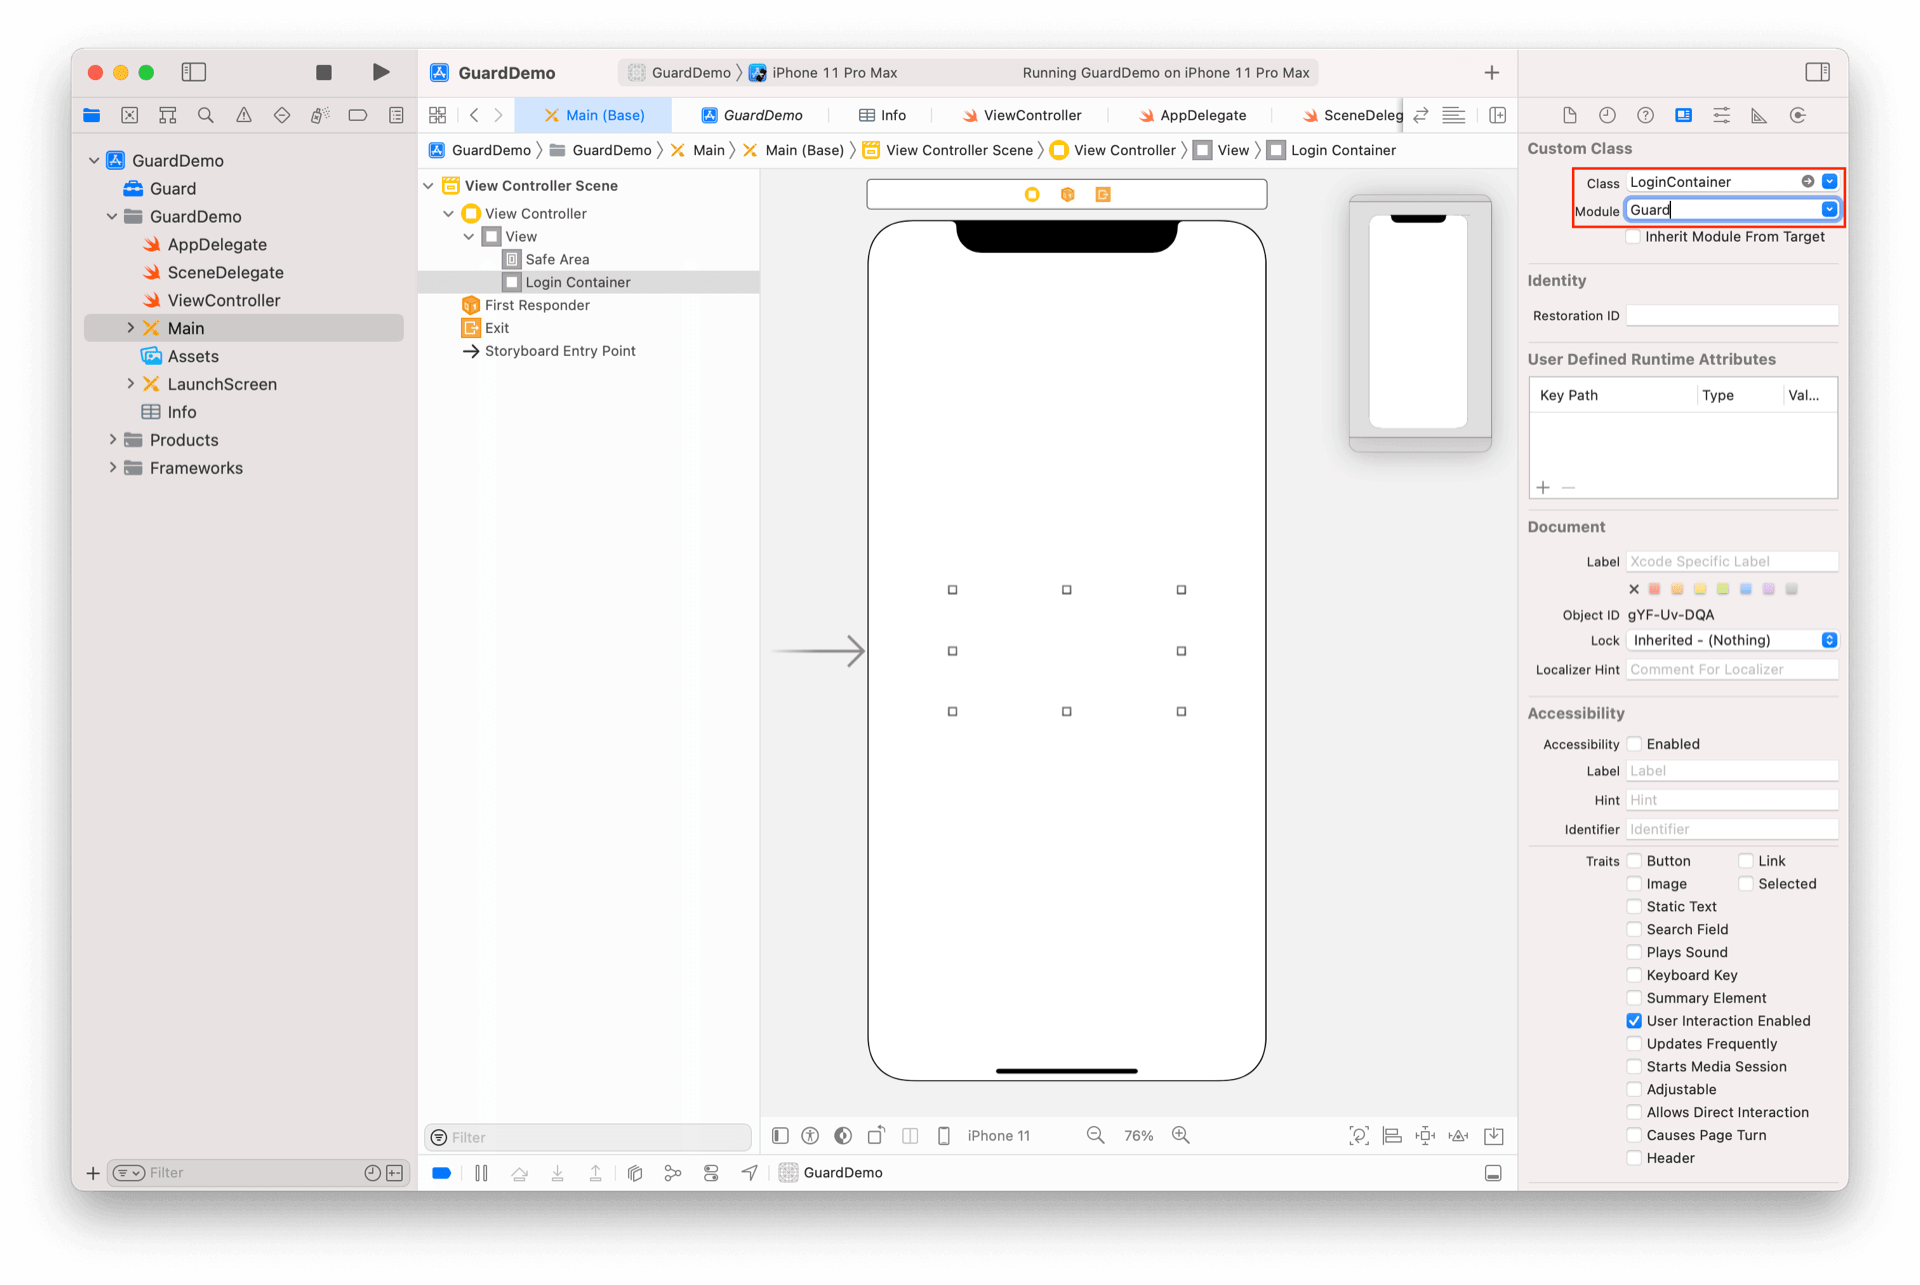 GuardDemo
GuardDemo 〉 iPhone 11 Pro Max
Running GuardDemo on iPhone 11 Pro Max
Main (Base)
GuardDemo
Info
ViewController
AppDelegate
SceneDeleg
GuardDemo 〉 GuardDemo 〉 Main 〉 Main (Base) 〉 View Controller Scene 〉 View Controller 〉 View 〉 Login Container
GuardDemo
Guard
GuardDemo
AppDelegate
SceneDelegate
ViewController
Main
Assets
LaunchScreen
Info
Products
Frameworks
Filter
View Controller Scene
View Controller
View
Safe Area
Login Container
First Responder
Exit
Storyboard Entry Point
Filter
iPhone 11
76%
GuardDemo
Custom Class
Class LoginContainer
Module Guard
Inherit Module From Target
Identity
Restoration ID
User Defined Runtime Attributes
Key Path Type Val...
Document
Label Xcode Specific Label
Object ID gYF-Uv-DQA
Lock Inherited - (Nothing)
Localizer Hint Comment For Localizer
Accessibility
Accessibility Enabled
Label Label
Hint Hint
Identifier Identifier
Traits Button Link
Image Selected
Static Text
Search Field
Plays Sound
Keyboard Key
Summary Element
User Interaction Enabled
Updates Frequently
Starts Media Session
Adjustable
Allows Direct Interaction
Causes Page Turn
Header